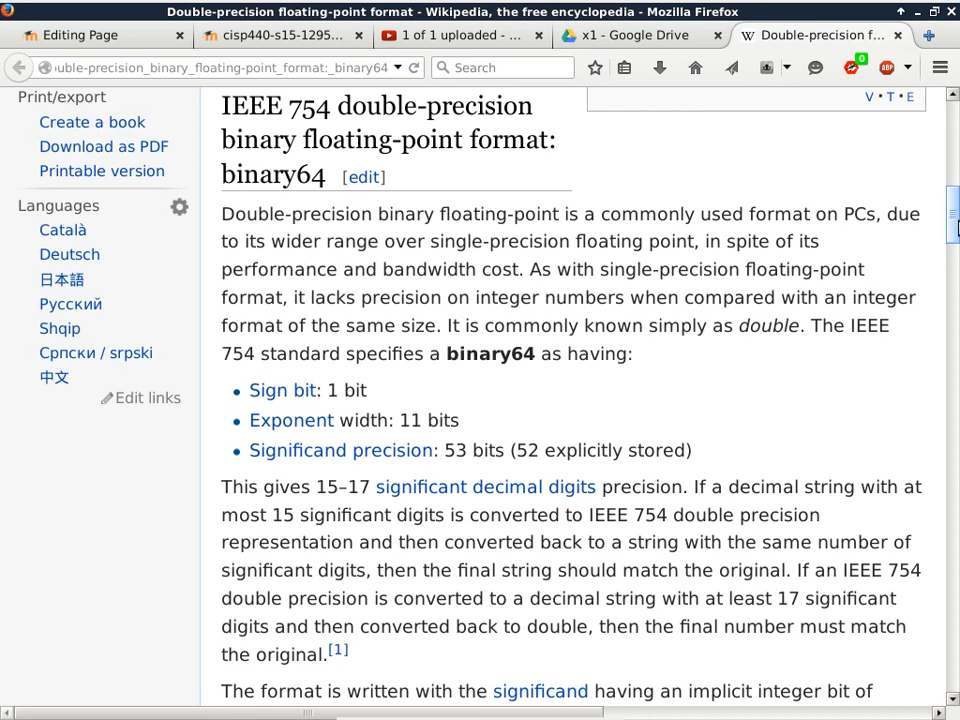 Double-precision floating-point format - Wikipedia, the free encyclopedia - Mozilla Firefox
Editing Page
cisp440-s15-1295...
1 of 1 uploaded - ...
x1 - Google Drive
Double-precision f...
uble-precision_binary_floating-point_format:_binary64
Search
0
ABP
Print/export
Create a book
Download as PDF
Printable version
Languages
Català
Deutsch
日本語
Русский
Shqip
Српски / srpski
中文
Edit links
V • T • E
IEEE 754 double-precision
binary floating-point format:
binary64 [edit]
Double-precision binary floating-point is a commonly used format on PCs, due
to its wider range over single-precision floating point, in spite of its
performance and bandwidth cost. As with single-precision floating-point
format, it lacks precision on integer numbers when compared with an integer
format of the same size. It is commonly known simply as double. The IEEE
754 standard specifies a binary64 as having:
• Sign bit: 1 bit
• Exponent width: 11 bits
• Significand precision: 53 bits (52 explicitly stored)
This gives 15–17 significant decimal digits precision. If a decimal string with at
most 15 significant digits is converted to IEEE 754 double precision
representation and then converted back to a string with the same number of
significant digits, then the final string should match the original. If an IEEE 754
double precision is converted to a decimal string with at least 17 significant
digits and then converted back to double, then the final number must match
the original.[1]
The format is written with the significand having an implicit integer bit of